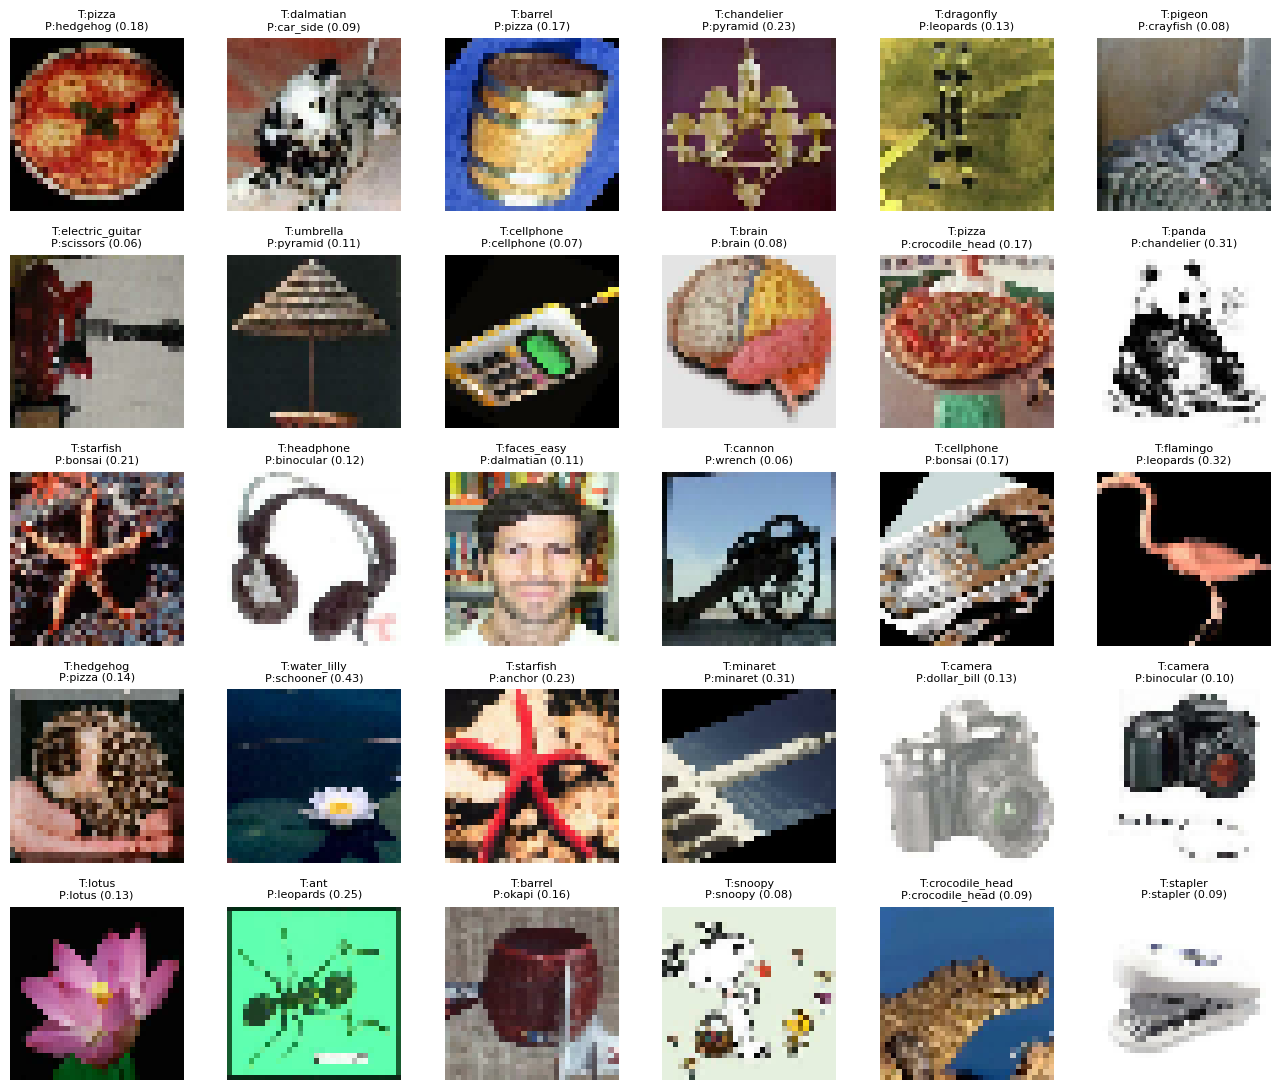 T:pizza
P:hedgehog (0.18)
T:dalmatian
P:car_side (0.09)
T:barrel
P:pizza (0.17)
T:chandelier
P:pyramid (0.23)
T:dragonfly
P:leopards (0.13)
T:pigeon
P:crayfish (0.08)
T:electric_guitar
P:scissors (0.06)
T:umbrella
P:pyramid (0.11)
T:cellphone
P:cellphone (0.07)
T:brain
P:brain (0.08)
T:pizza
P:crocodile_head (0.17)
T:panda
P:chandelier (0.31)
T:starfish
P:bonsai (0.21)
T:headphone
P:binocular (0.12)
T:faces_easy
P:dalmatian (0.11)
T:cannon
P:wrench (0.06)
T:cellphone
P:bonsai (0.17)
T:flamingo
P:leopards (0.32)
T:hedgehog
P:pizza (0.14)
T:water_lilly
P:schooner (0.43)
T:starfish
P:anchor (0.23)
T:minaret
P:minaret (0.31)
T:camera
P:dollar_bill (0.13)
T:camera
P:binocular (0.10)
T:lotus
P:lotus (0.13)
T:ant
P:leopards (0.25)
T:barrel
P:okapi (0.16)
T:snoopy
P:snoopy (0.08)
T:crocodile_head
P:crocodile_head (0.09)
T:stapler
P:stapler (0.09)